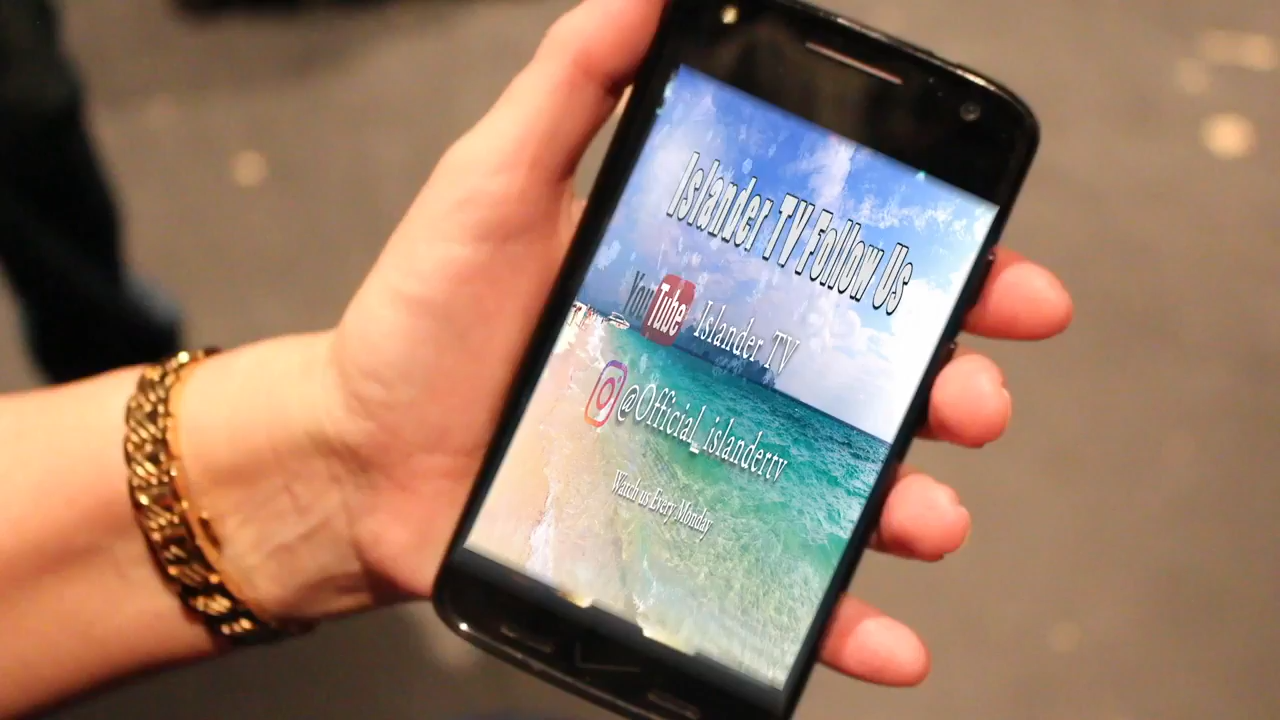 Islander TV Follow Us
YouTube Islander TV
@Official_islandertv
Watch us Every Monday